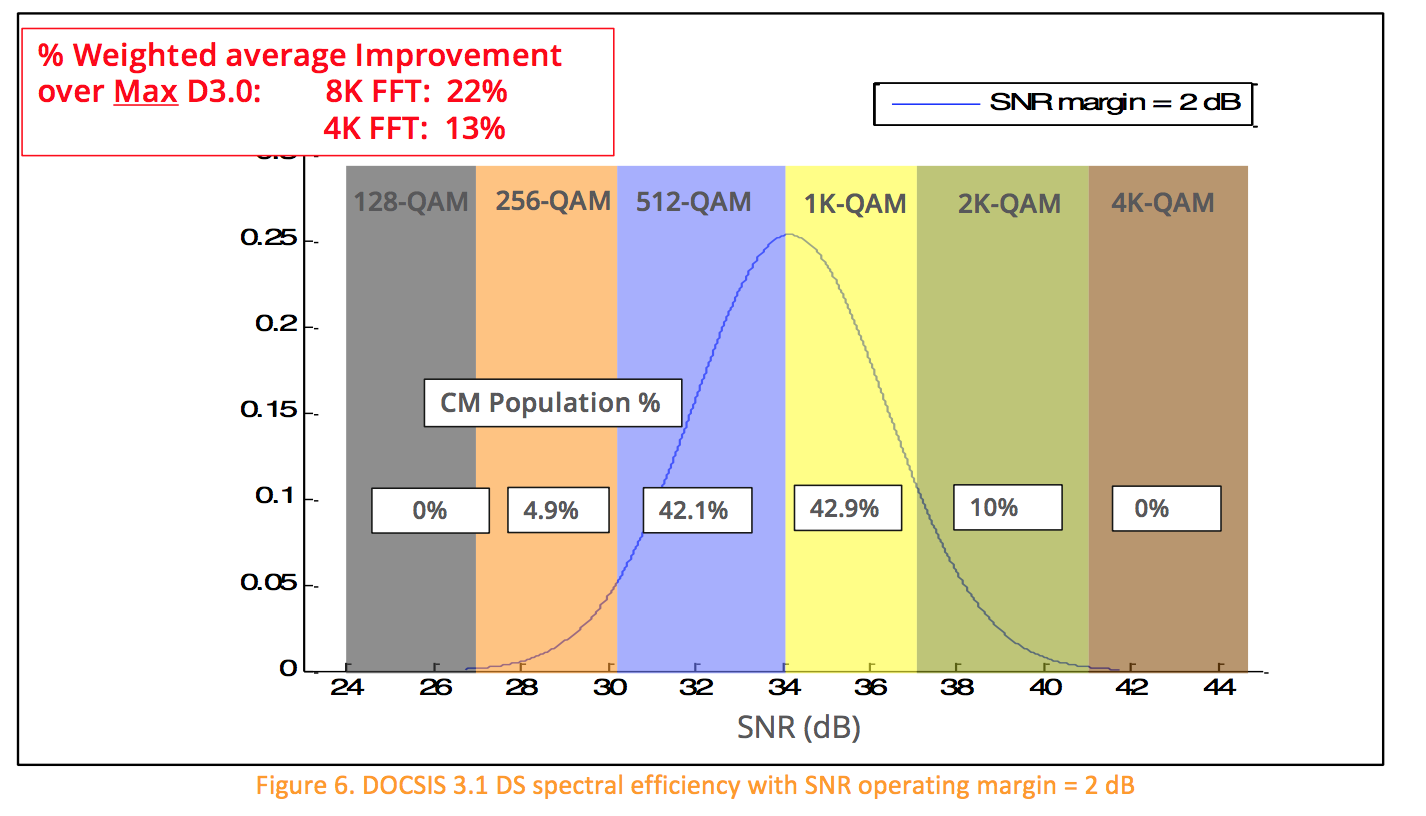 % Weighted average Improvement
over Max D3.0: 8K FFT: 22%
4K FFT: 13%
SNR margin = 2 dB
128-QAM 256-QAM 512-QAM 1K-QAM 2K-QAM 4K-QAM
0.25
0.2
0.15
0.1
0.05
0
CM Population %
0% 4.9% 42.1% 42.9% 10% 0%
24 26 28 30 32 34 36 38 40 42 44
SNR (dB)
Figure 6. DOCSIS 3.1 DS spectral efficiency with SNR operating margin = 2 dB